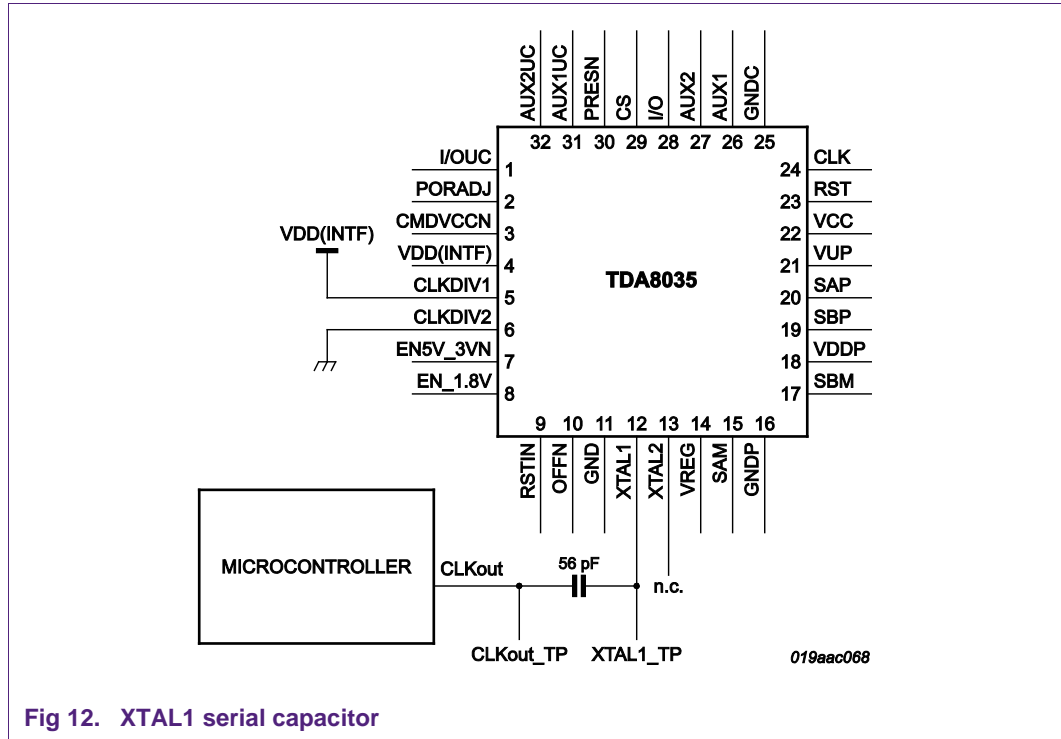 AUX2UC
AUX1UC
PRESN
CS
I/O
AUX2
AUX1
GNDC
32 31 30 29 28 27 26 25
I/OUC 1
PORADJ 2
CMDVCCN 3
VDD(INTF)
VDD(INTF) 4
CLKDIV1 5
CLKDIV2 6
EN5V_3VN 7
EN_1.8V 8
TDA8035
24 CLK
23 RST
22 VCC
21 VUP
20 SAP
19 SBP
18 VDDP
17 SBM
9 10 11 12 13 14 15 16
RSTIN
OFFN
GND
XTAL1
XTAL2
VREG
SAM
GNDP
MICROCONTROLLER
CLKout
56 pF
n.c.
CLKout_TP
XTAL1_TP
019aac068
Fig 12. XTAL1 serial capacitor